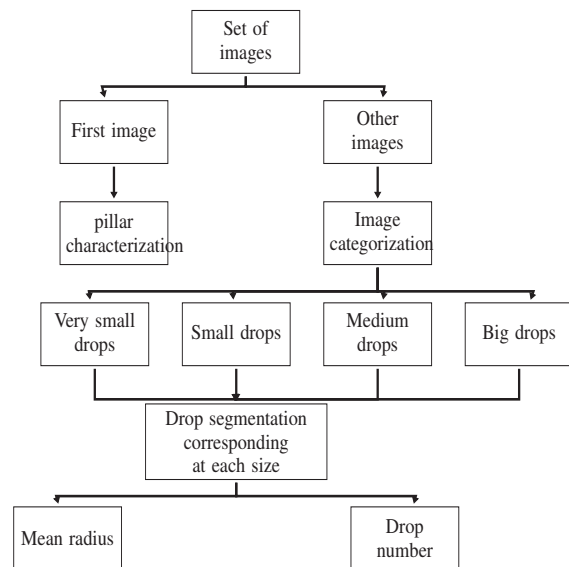 Set of
images
First image
Other
images
pillar
characterization
Image
categorization
Very small
drops
Small drops
Medium
drops
Big drops
Drop segmentation
corresponding
at each size
Mean radius
Drop
number